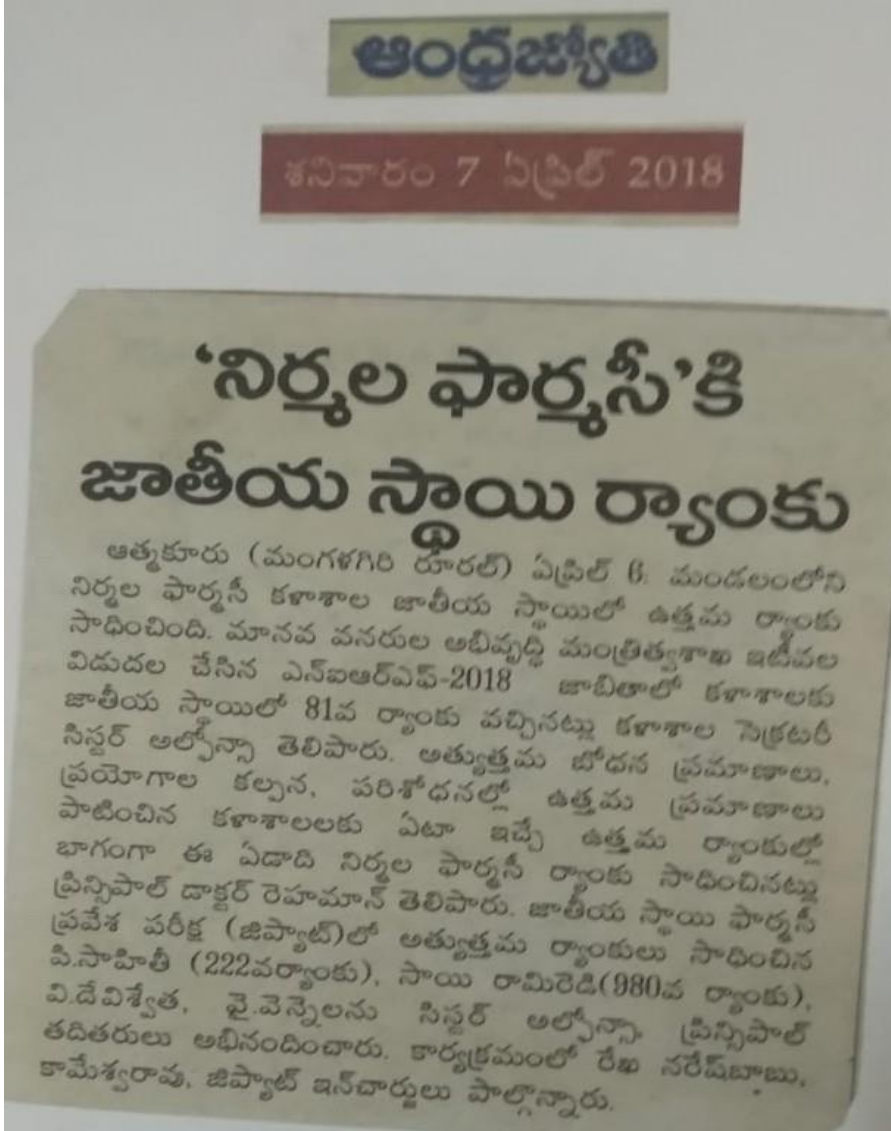 ఆంధ్రజ్యోతి
శనివారం 7 ఏప్రిల్ 2018
'నిర్మల ఫార్మసీ'కి
జాతీయ స్థాయి ర్యాంకు
ఆత్మకూరు (మంగళగిరి రూరల్) ఏప్రిల్ 6: మండలంలోని
నిర్మల ఫార్మసీ కళాశాల జాతీయ స్థాయిలో ఉత్తమ ర్యాంకు
సాధించింది. మానవ వనరుల అభివృద్ధి మంత్రిత్వశాఖ ఇటీవల
విడుదల చేసిన ఎన్ఐఆర్ఎఫ్-2018 జాబితాలో కళాశాలకు
జాతీయ స్థాయిలో 81వ ర్యాంకు వచ్చినట్లు కళాశాల సెక్రటరీ
సిస్టర్ అల్ఫోన్సా తెలిపారు. అత్యుత్తమ బోధన ప్రమాణాలు,
ప్రయోగాల కల్పన, పరిశోధనల్లో ఉత్తమ ప్రమాణాలు
పాటించిన కళాశాలలకు ఏటా ఇచ్చే ఉత్తమ ర్యాంకుల్లో
భాగంగా ఈ ఏడాది నిర్మల ఫార్మసీ ర్యాంకు సాధించినట్లు
ప్రిన్సిపాల్ డాక్టర్ రెహమాన్ తెలిపారు. జాతీయ స్థాయి ఫార్మసీ
ప్రవేశ పరీక్ష (జిప్యాట్)లో అత్యుత్తమ ర్యాంకులు సాధించిన
పి.సాహితీ (222వర్యాంకు), సాయి రామిరెడి(980వ ర్యాంకు),
వి.దేవిశ్వేత, వై.వెన్నెలను సిస్టర్ అల్ఫోన్సా, ప్రిన్సిపాల్
తదితరులు అభినందించారు. కార్యక్రమంలో రేఖ నరేష్‌బాబు,
కామేశ్వరావు, జిప్యాట్ ఇన్‌చార్జులు పాల్గొన్నారు.